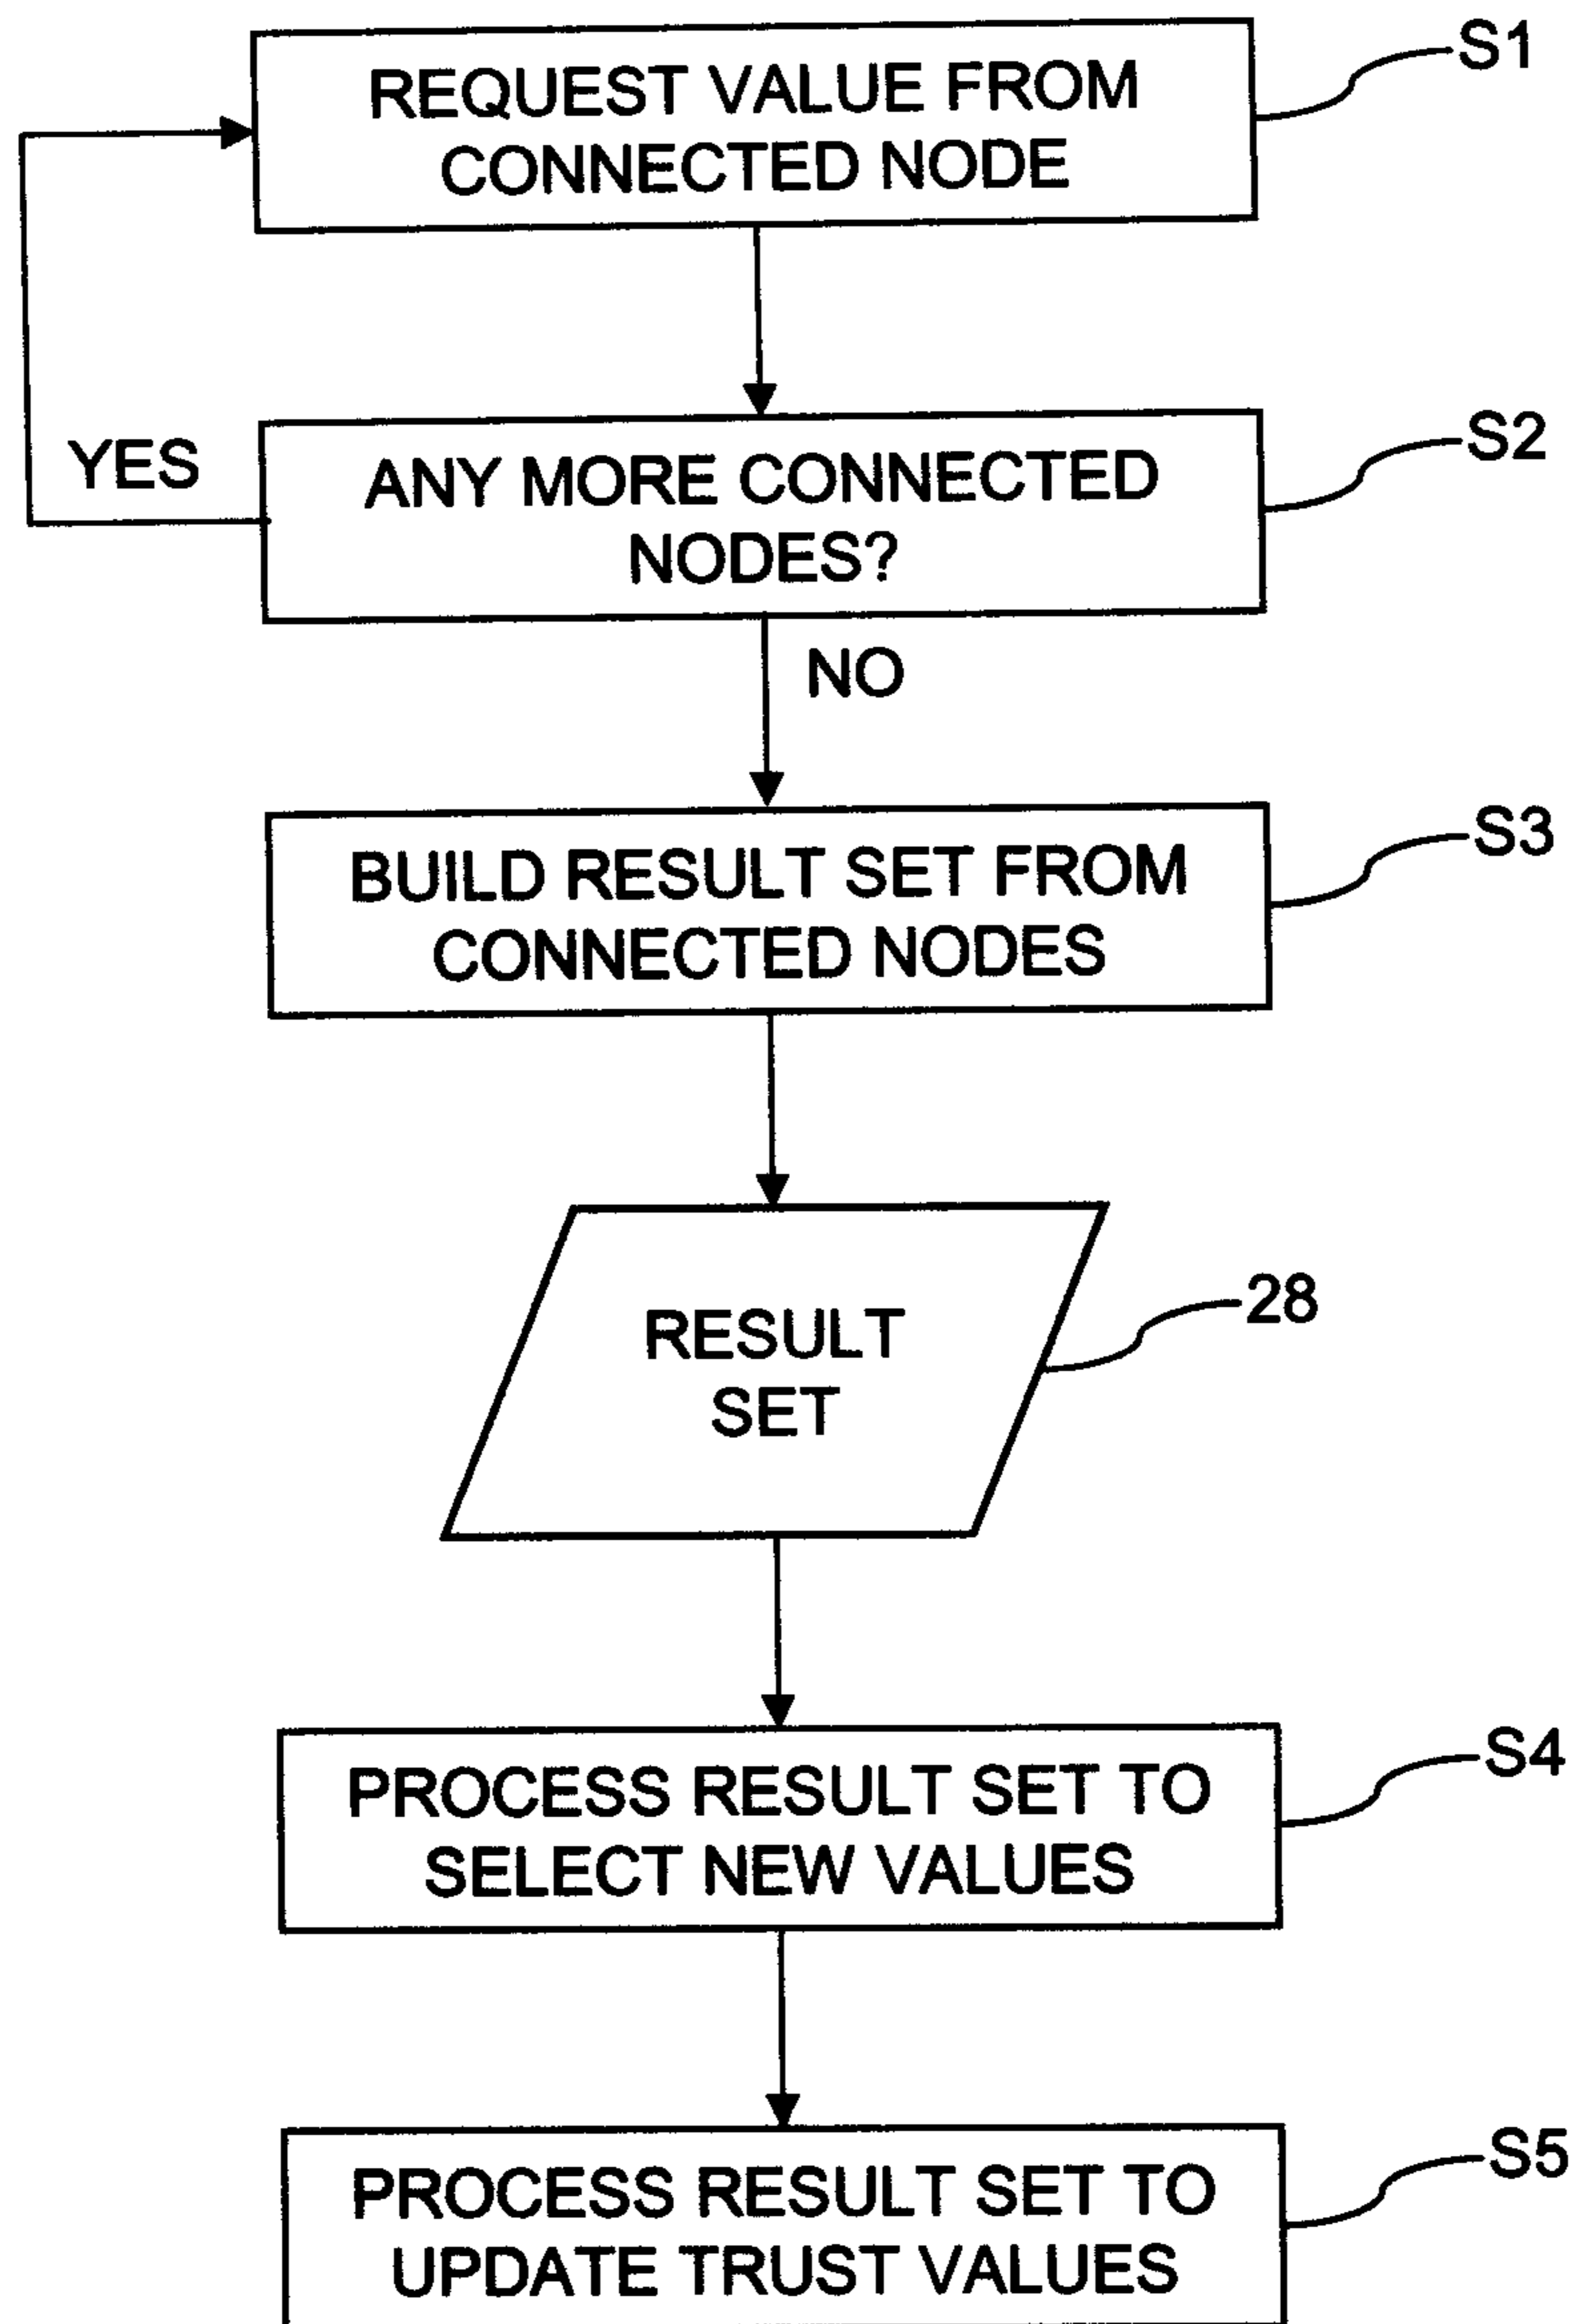 S1
REQUEST VALUE FROM
CONNECTED NODE
S2
YES
ANY MORE CONNECTED
NODES?
NO
S3
BUILD RESULT SET FROM
CONNECTED NODES
28
RESULT
SET
S4
PROCESS RESULT SET TO
SELECT NEW VALUES
S5
PROCESS RESULT SET TO
UPDATE TRUST VALUES